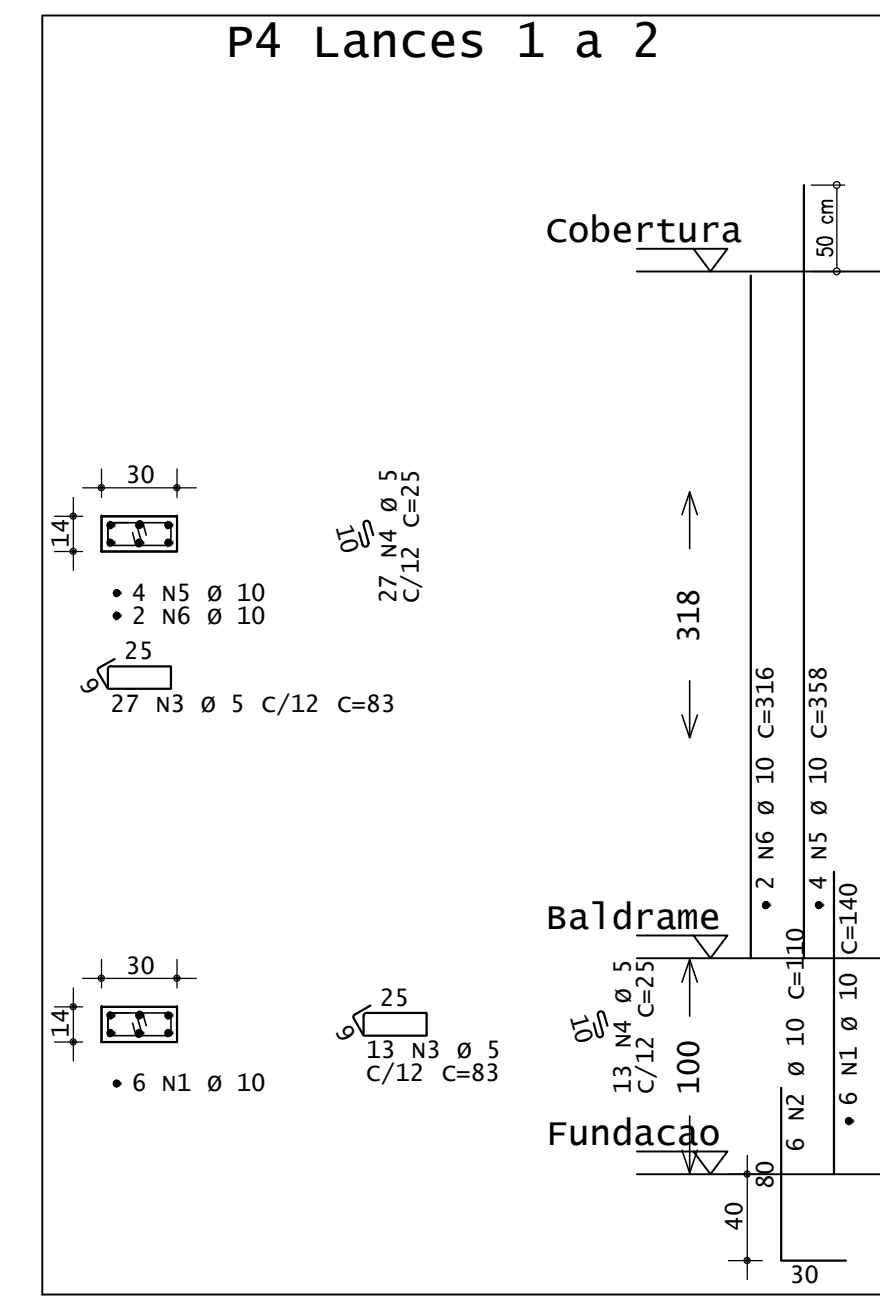 P4 Lances 1 a 2
50 cm
Cobertura
30
14
27 N4 Ø 5
C/12 C=25
10
4 N5 Ø 10
2 N6 Ø 10
25
9
27 N3 Ø 5 C/12 C=83
318
2 N6 Ø 10 C=316
4 N5 Ø 10 C=358
Baldrame
30
14
6 N1 Ø 10
25
9
13 N3 Ø 5
C/12 C=83
13 N4 Ø 5
C/12 C=25
10
100
6 N2 Ø 10 C=110
6 N1 Ø 10 C=140
Fundacao
80
40
30